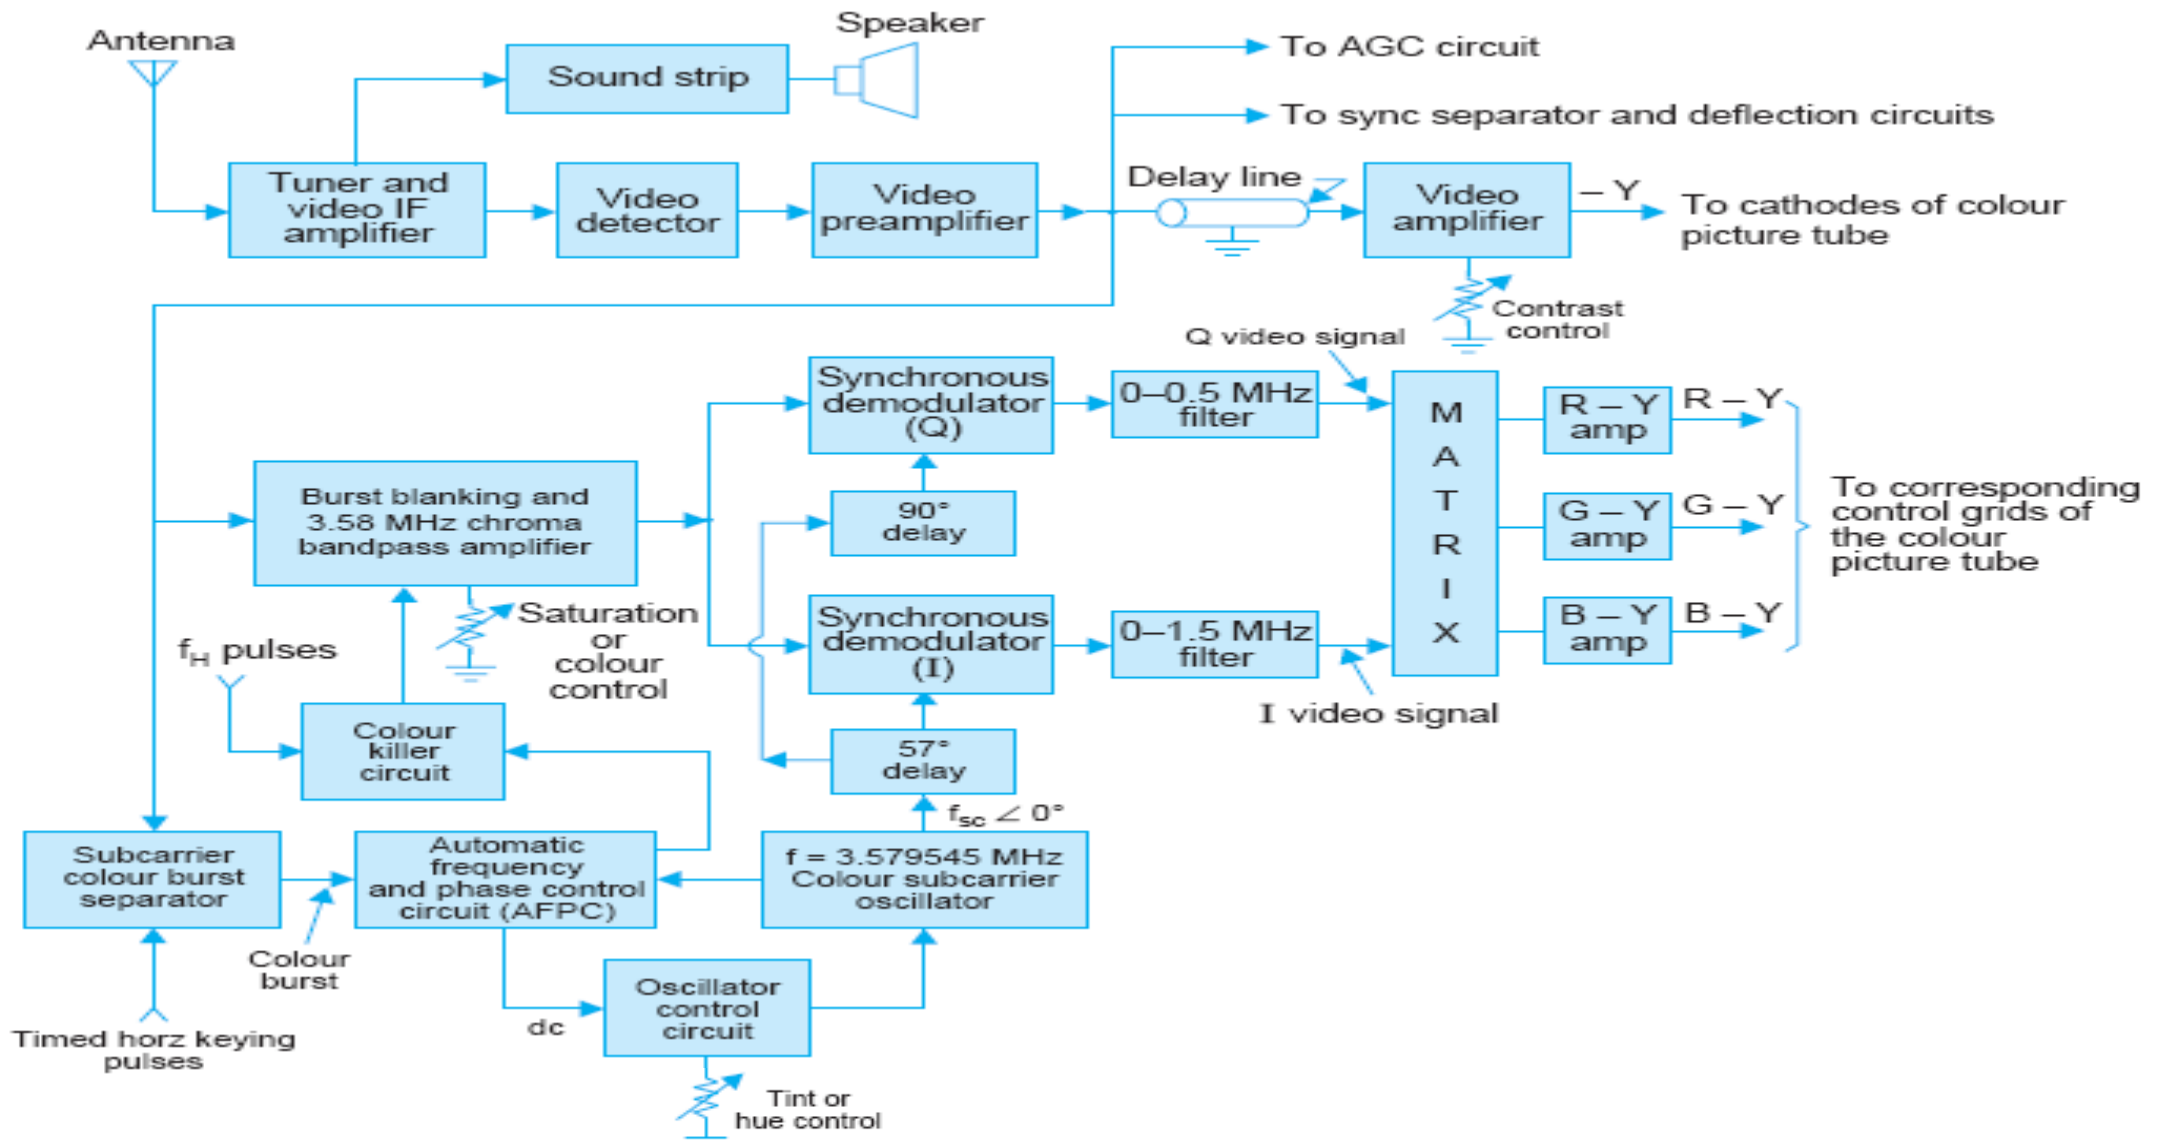 Speaker
Antenna
Sound strip
To AGC circuit
To sync separator and deflection circuits
Tuner and
video IF
amplifier
Video
detector
Video
preamplifier
Delay line
Video
amplifier
– Y
To cathodes of colour
picture tube
Contrast
control
Q video signal
Synchronous
demodulator
(Q)
0–0.5 MHz
filter
M
A
T
R
I
X
R – Y
amp
R – Y
G – Y
amp
G – Y
B – Y
amp
B – Y
To corresponding
control grids of
the colour
picture tube
Burst blanking and
3.58 MHz chroma
bandpass amplifier
90°
delay
Saturation
or
colour
control
Synchronous
demodulator
(I)
0–1.5 MHz
filter
I video signal
fH pulses
Colour
killer
circuit
57°
delay
fsc ∠ 0°
Subcarrier
colour burst
separator
Automatic
frequency
and phase control
circuit (AFPC)
f = 3.579545 MHz
Colour subcarrier
oscillator
Colour
burst
Timed horz keying
pulses
dc
Oscillator
control
circuit
Tint or
hue control